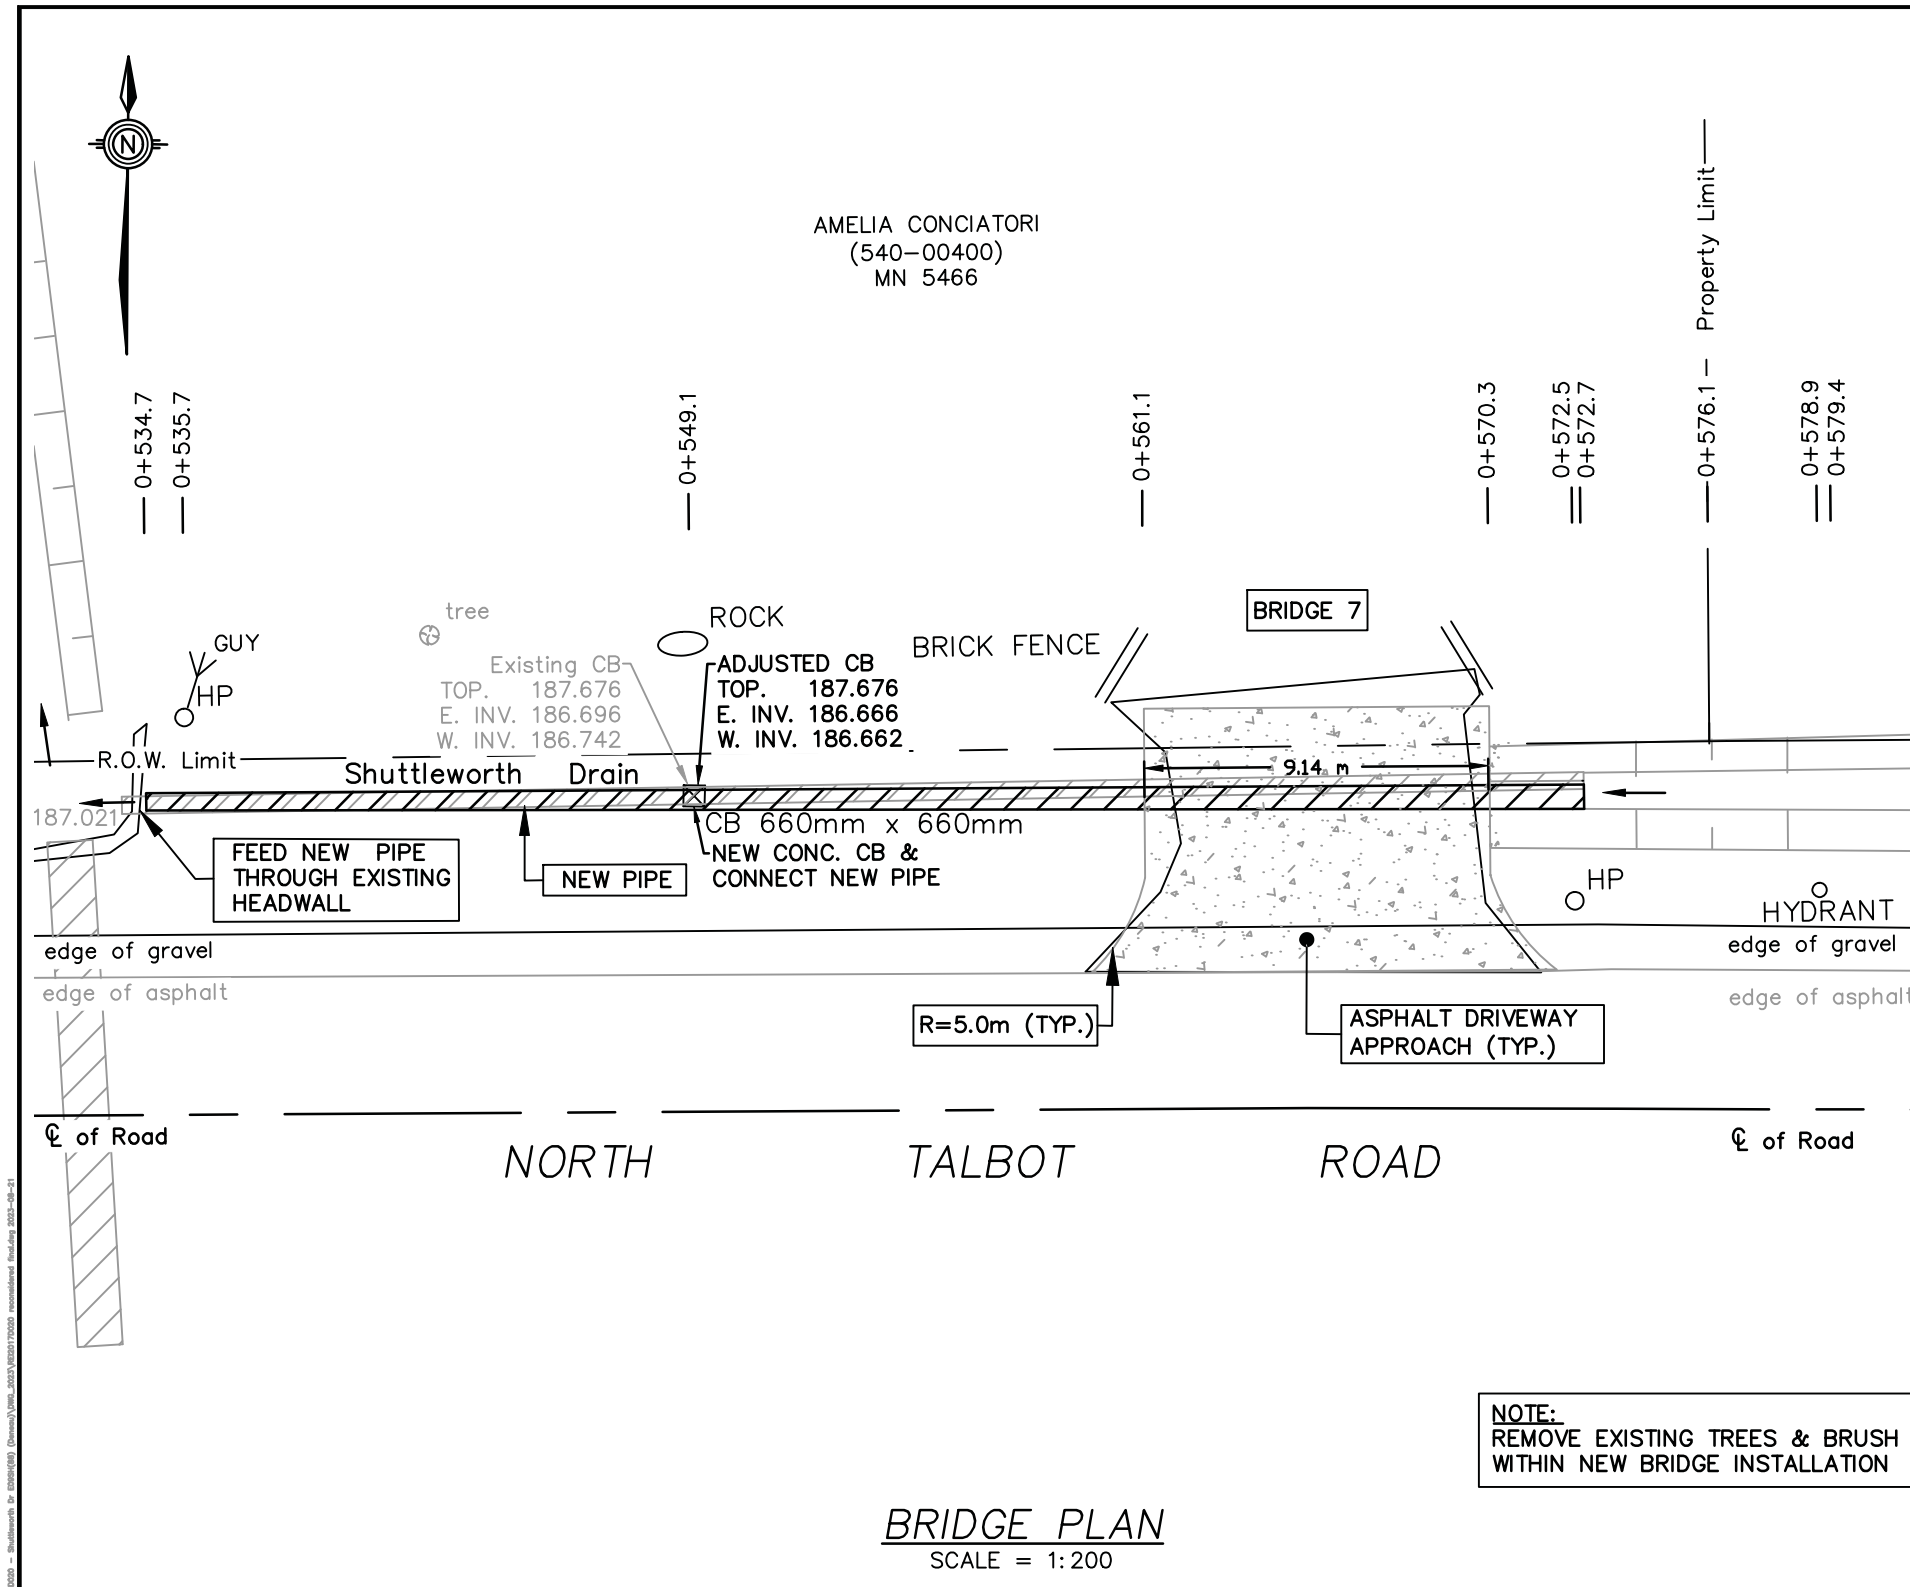 N
AMELIA CONCIATORI
(540-00400)
MN 5466
Property Limit
0+534.7
0+535.7
0+549.1
0+561.1
0+570.3
0+572.5
0+572.7
0+576.1
0+578.9
0+579.4
tree
ROCK
BRIDGE 7
GUY
HP
BRICK FENCE
Existing CB
TOP. 187.676
E. INV. 186.696
W. INV. 186.742
ADJUSTED CB
TOP. 187.676
E. INV. 186.666
W. INV. 186.662
R.O.W. Limit
Shuttleworth Drain
9.14 m
187.021
CB 660mm x 660mm
NEW CONC. CB &
CONNECT NEW PIPE
FEED NEW PIPE
THROUGH EXISTING
HEADWALL
NEW PIPE
HP
HYDRANT
edge of gravel
edge of gravel
edge of asphalt
edge of asphalt
R=5.0m (TYP.)
ASPHALT DRIVEWAY
APPROACH (TYP.)
℄ of Road
℄ of Road
NORTH TALBOT ROAD
NOTE:
REMOVE EXISTING TREES & BRUSH
WITHIN NEW BRIDGE INSTALLATION
BRIDGE PLAN
SCALE = 1:200